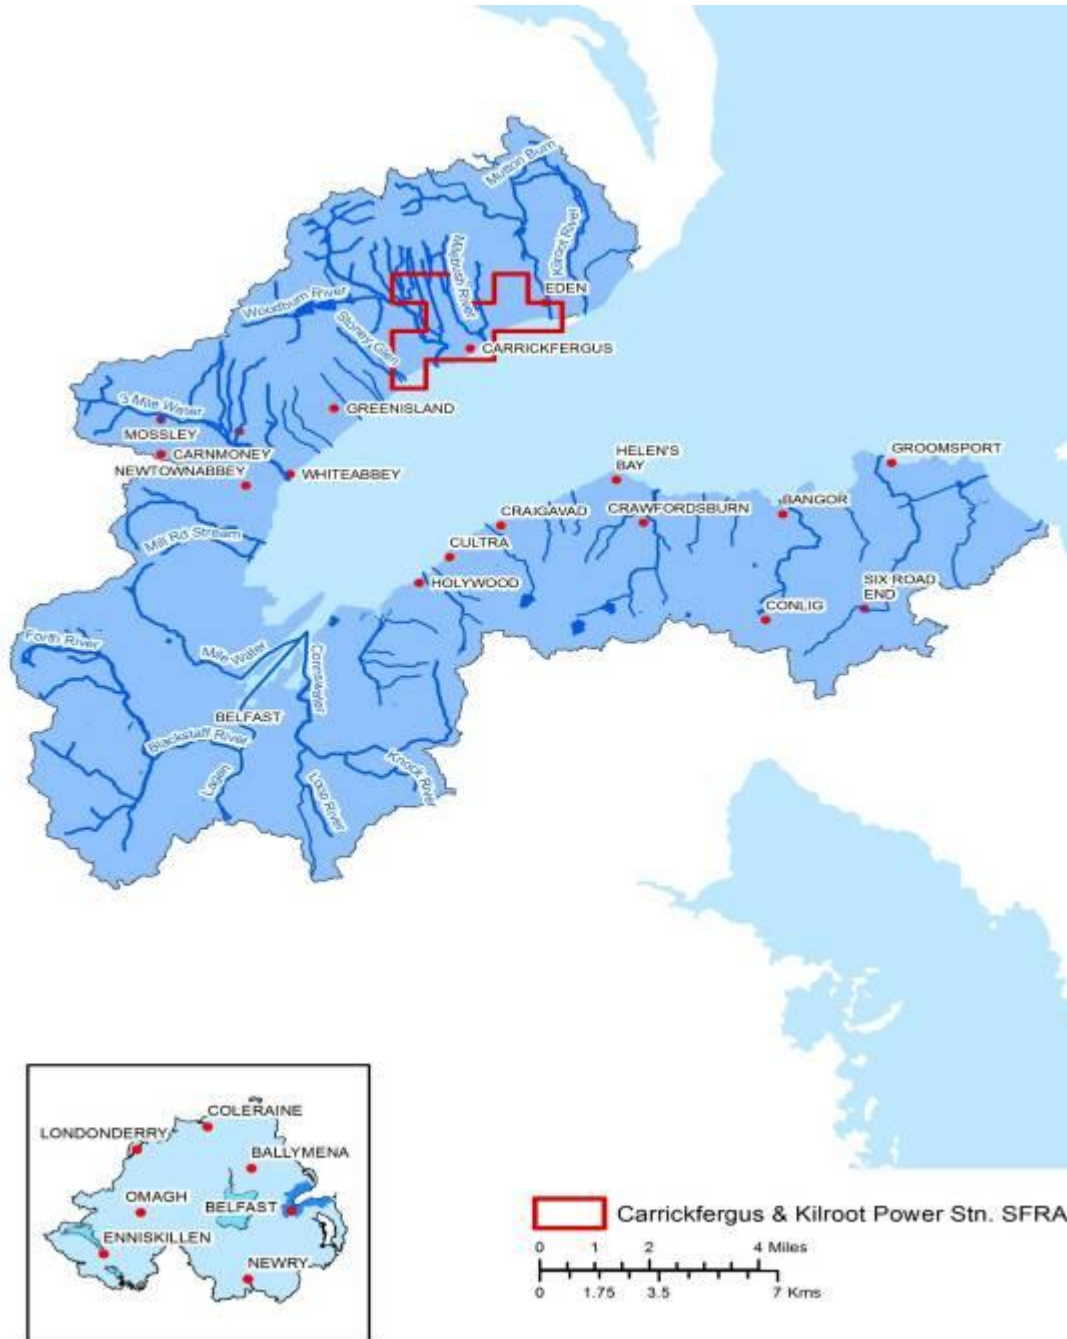 Mutton Burn
Kilroot River
Milebush River
EDEN
Woodburn River
Stoney Glen
CARRICKFERGUS
GREENISLAND
3 Mile Water
MOSSLEY
CARNMONEY
NEWTOWNABBEY
WHITEABBEY
HELEN'S
BAY
GROOMSPORT
CRAIGAVAD
CRAWFORDSBURN
BANGOR
Mill Rd Stream
CULTRA
HOLYWOOD
SIX ROAD
END
CONLIG
Forth River
Mile Water
Connswater
BELFAST
Blackstaff River
Lagan
Loop River
Knock River
COLERAINE
LONDONDERRY
BALLYMENA
OMAGH
BELFAST
ENNISKILLEN
NEWRY
Carrickfergus & Kilroot Power Stn. SFRA
0 1 2 4 Miles
0 1.75 3.5 7 Kms